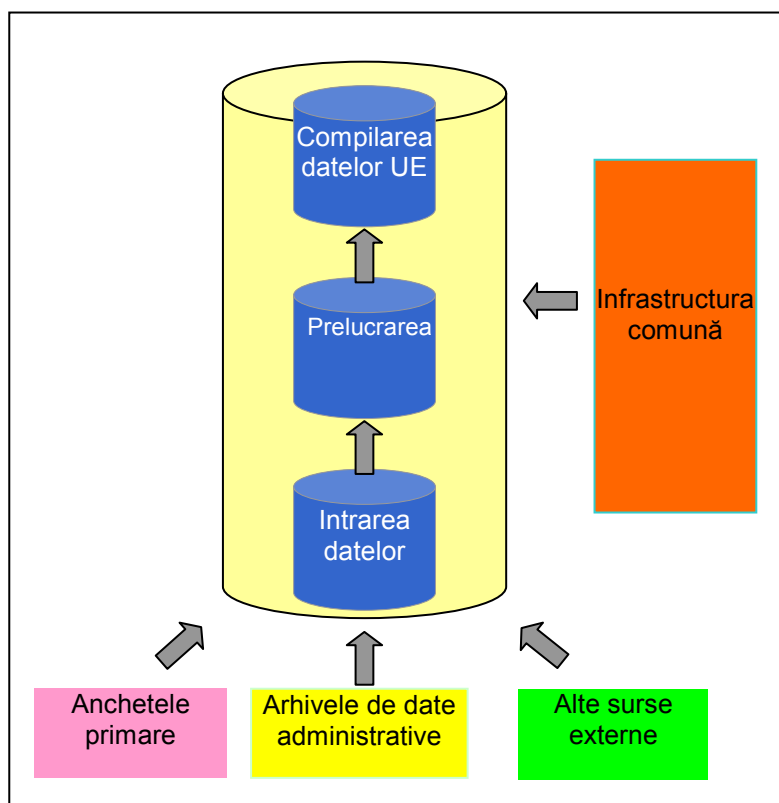 Compilarea
datelor UE
Infrastructura
comună
Prelucrarea
Intrarea
datelor
Anchetele
primare
Arhivele de date
administrative
Alte surse
externe